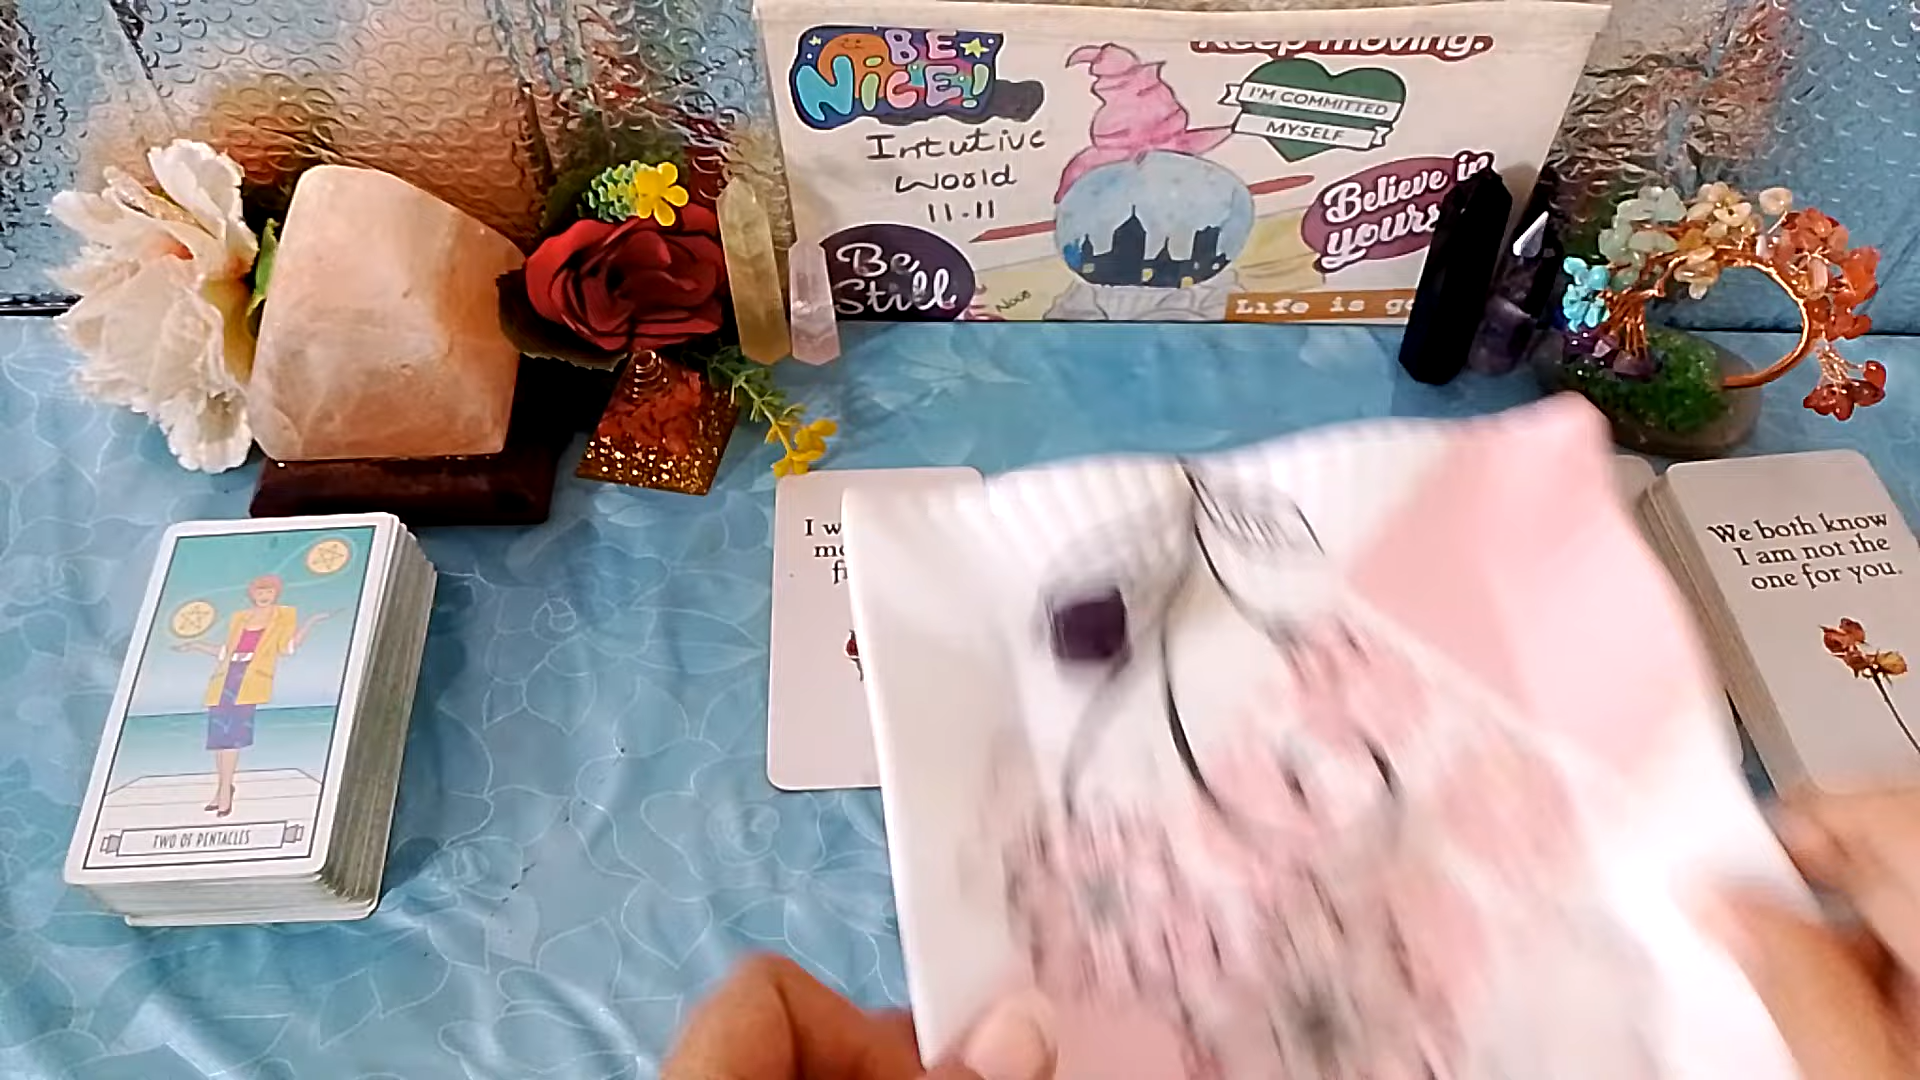 BE
NICE!
Keep moving.
I'M COMMITTED
MYSELF
Intutive
World
11-11
Believe in
Be
Still
Noor
Life is
I
We both know
I am not the
one for you.
TWO OF PENTACLES